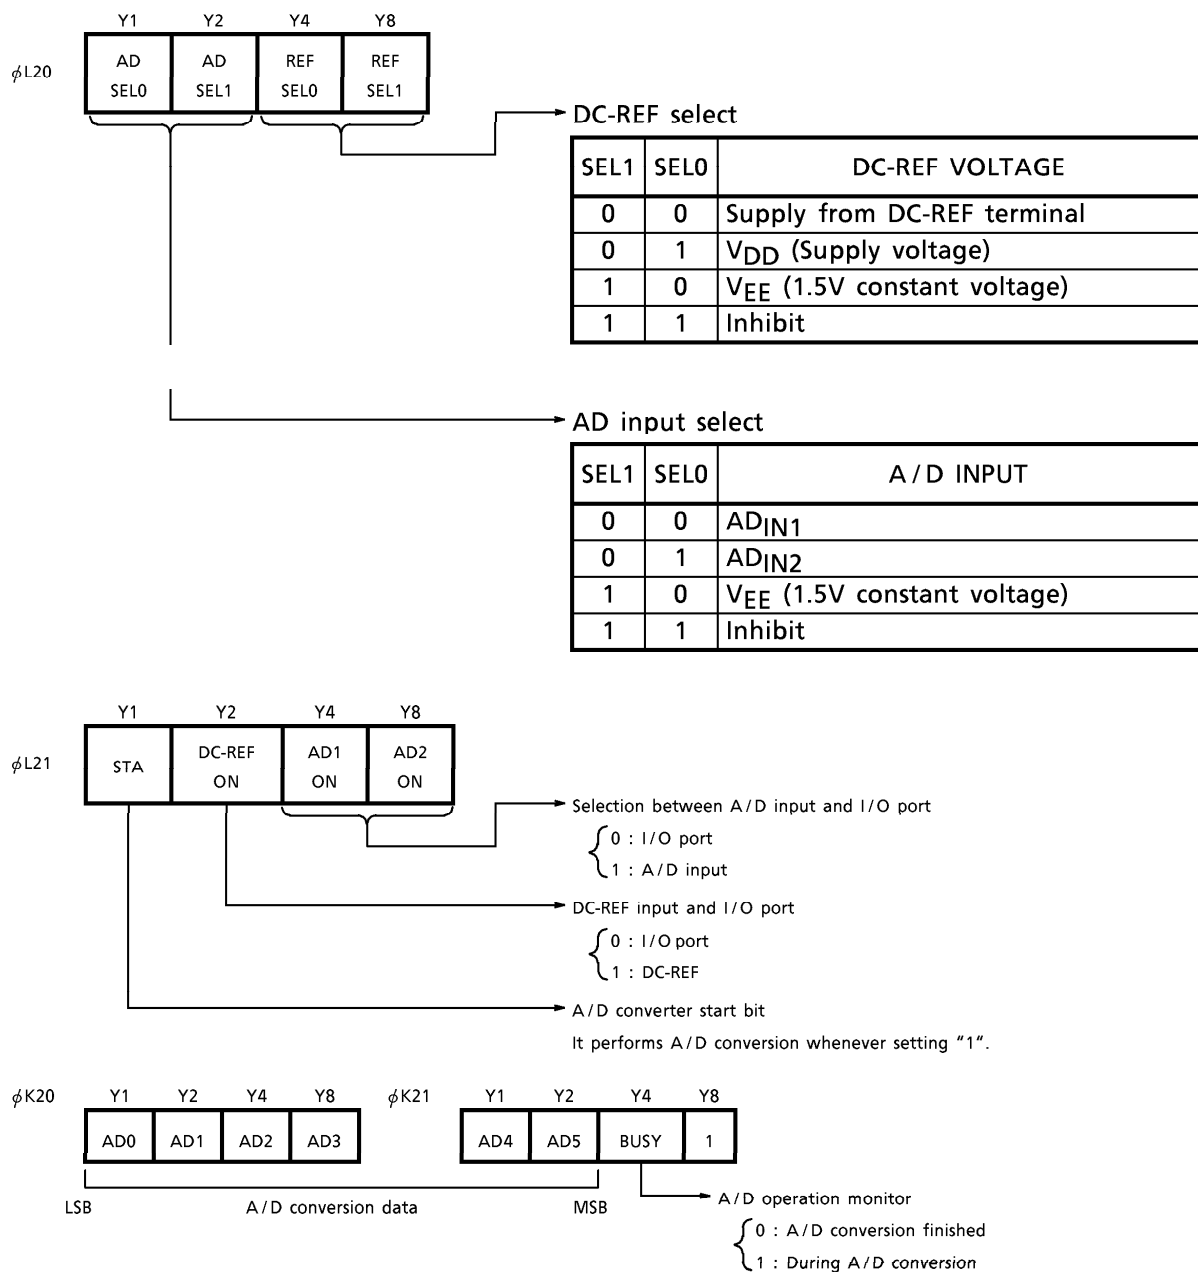 Y1 Y2 Y4 Y8
φL20
AD SEL0
AD SEL1
REF SEL0
REF SEL1
DC-REF select
SEL1 SEL0 DC-REF VOLTAGE
0 0 Supply from DC-REF terminal
0 1 VDD (Supply voltage)
1 0 VEE (1.5V constant voltage)
1 1 Inhibit
AD input select
SEL1 SEL0 A/D INPUT
0 0 ADIN1
0 1 ADIN2
1 0 VEE (1.5V constant voltage)
1 1 Inhibit
Y1 Y2 Y4 Y8
φL21
STA
DC-REF ON
AD1 ON
AD2 ON
Selection between A/D input and I/O port
0 : I/O port
1 : A/D input
DC-REF input and I/O port
0 : I/O port
1 : DC-REF
A/D converter start bit
It performs A/D conversion whenever setting “1“.
φK20 Y1 Y2 Y4 Y8
AD0 AD1 AD2 AD3
φK21 Y1 Y2 Y4 Y8
AD4 AD5 BUSY 1
LSB A/D conversion data MSB
A/D operation monitor
0 : A/D conversion finished
1 : During A/D conversion